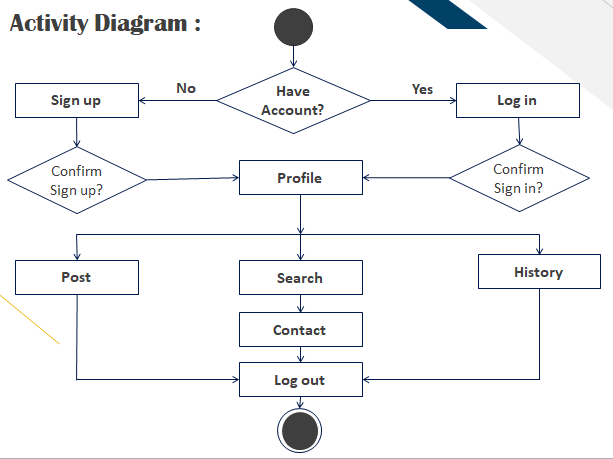 Activity Diagram :
Have
Account?
No
Yes
Sign up
Log in
Confirm
Sign up?
Profile
Confirm
Sign in?
Post
Search
History
Contact
Log out